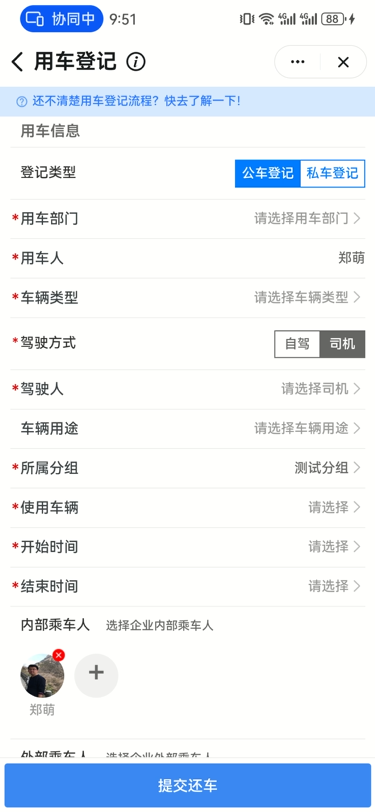 协同中 9:51 4G 4G 88
用车登记
还不清楚用车登记流程？快去了解一下！
用车信息
登记类型 公车登记 私车登记
*用车部门 请选择用车部门
*用车人 郑萌
*车辆类型 请选择车辆类型
*驾驶方式 自驾 司机
*驾驶人 请选择司机
车辆用途 请选择车辆用途
*所属分组 测试分组
*使用车辆 请选择
*开始时间 请选择
*结束时间 请选择
内部乘车人 选择企业内部乘车人
郑萌
外部乘车人 选择企业外部乘车人
提交还车